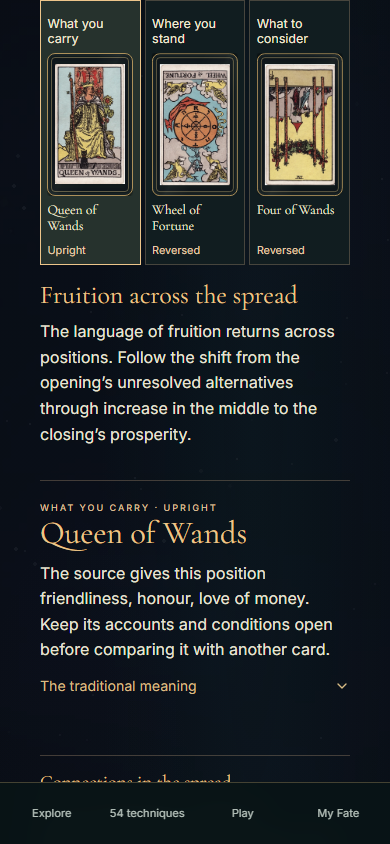 What you carry
Where you stand
What to consider
QUEEN of WANDS.
WHEEL of FORTUNE.
IV.
Queen of Wands
Wheel of Fortune
Four of Wands
Upright
Reversed
Reversed
Fruition across the spread
The language of fruition returns across
positions. Follow the shift from the
opening’s unresolved alternatives
through increase in the middle to the
closing’s prosperity.
WHAT YOU CARRY · UPRIGHT
Queen of Wands
The source gives this position
friendliness, honour, love of money.
Keep its accounts and conditions open
before comparing it with another card.
The traditional meaning
Connections in the spread
Explore
54 techniques
Play
My Fate